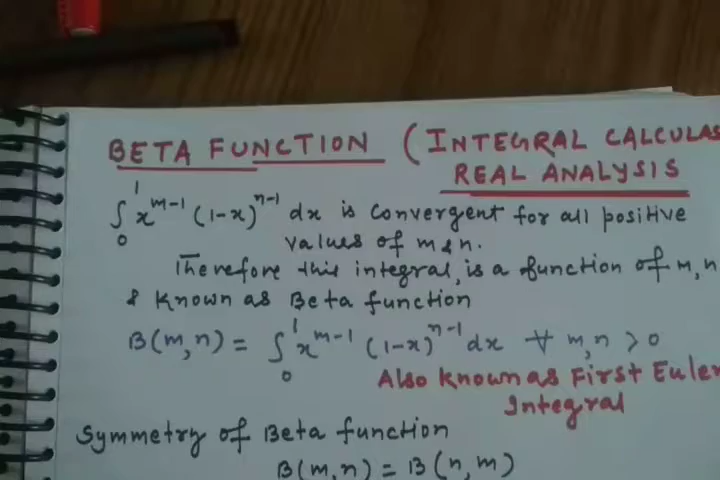 BETA FUNCTION (INTEGRAL CALCULAS
REAL ANALYSIS
∫₀¹ x^{m-1} (1-x)^{n-1} dx is convergent for all positive
values of m & n.
Therefore this integral, is a function of m, n
& known as Beta function
B(m,n) = ∫₀¹ x^{m-1} (1-x)^{n-1} dx ∀ m,n > 0
Also known as First Euler
Integral
Symmetry of Beta function
B(m,n) = B(n,m)